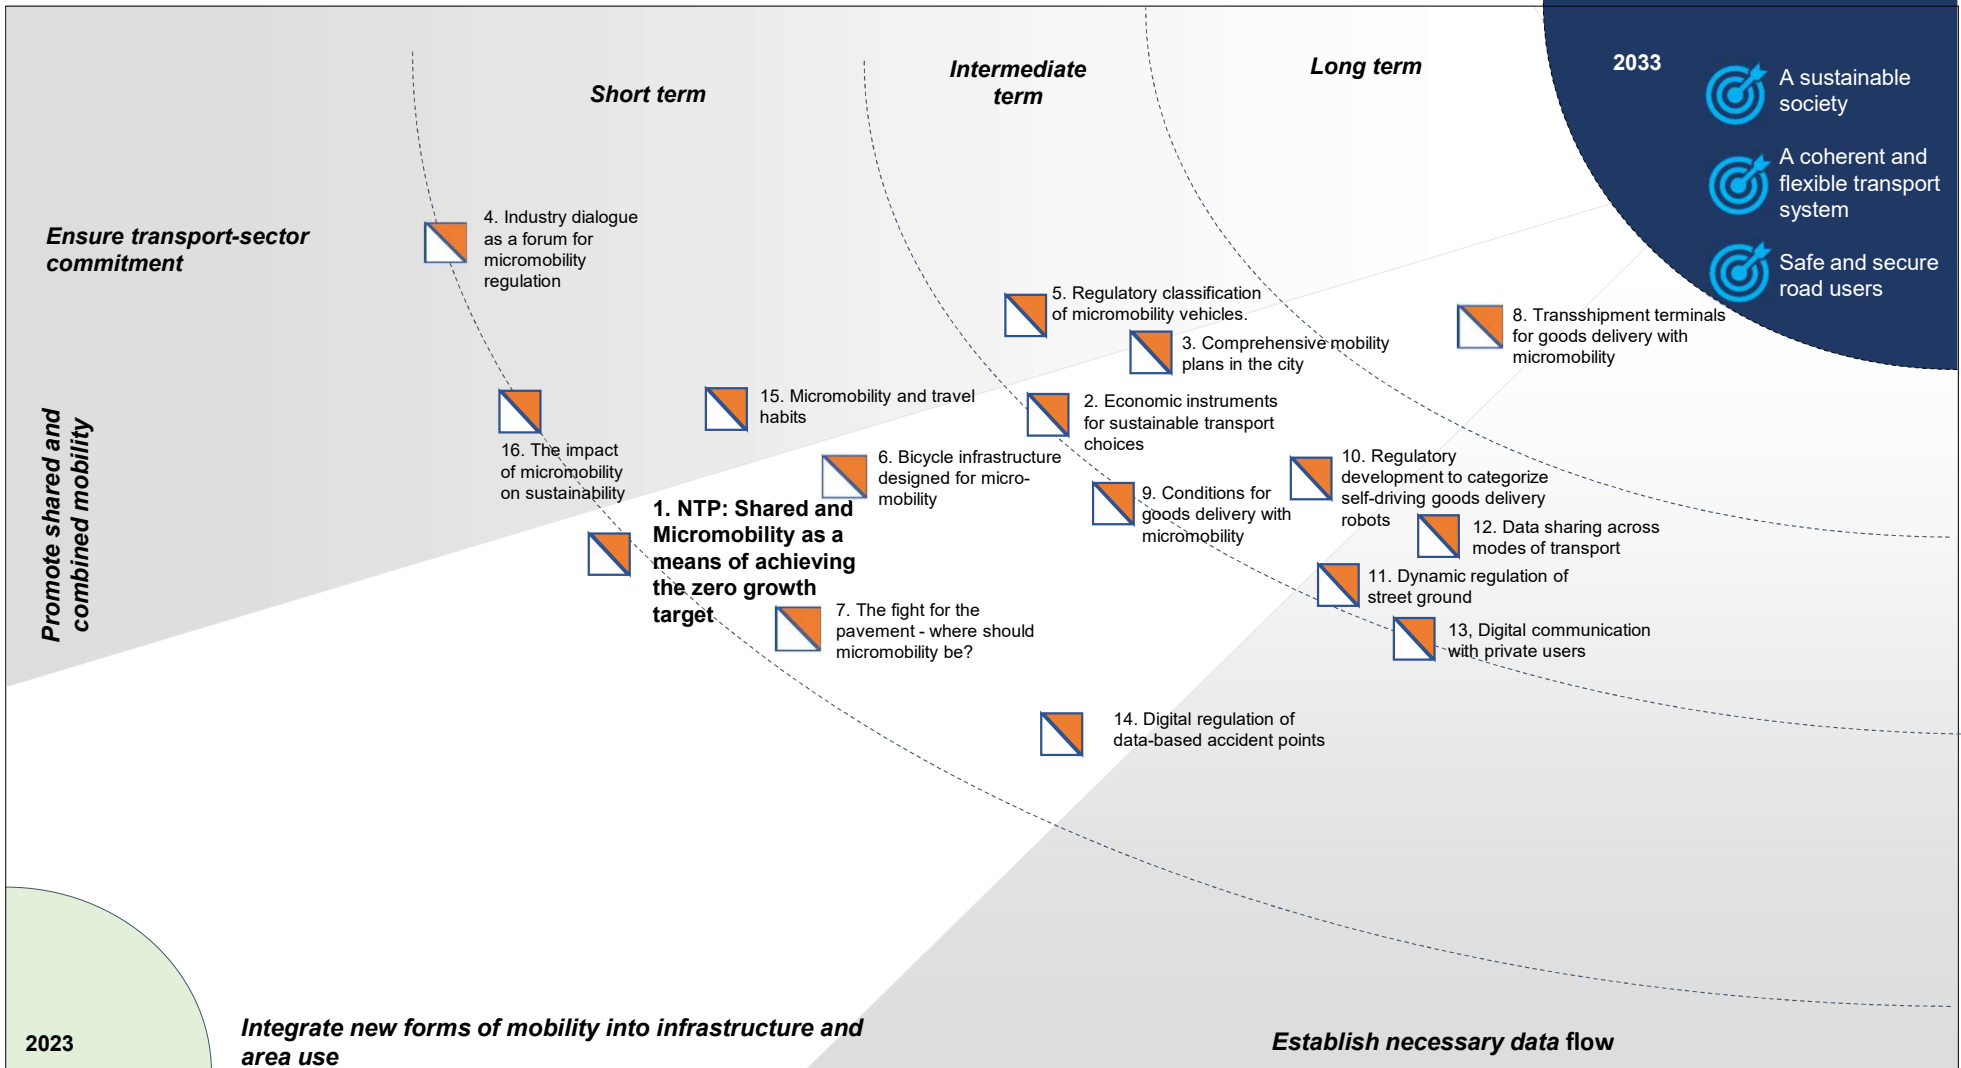 Short term
Intermediate
term
Long term
2033
A sustainable
society
A coherent and
flexible transport
system
Safe and secure
road users
Ensure transport-sector
commitment
4. Industry dialogue
as a forum for
micromobility
regulation
5. Regulatory classification
of micromobility vehicles.
3. Comprehensive mobility
plans in the city
8. Transshipment terminals
for goods delivery with
micromobility
Promote shared and
combined mobility
16. The impact
of micromobility
on sustainability
15. Micromobility and travel
habits
2. Economic instruments
for sustainable transport
choices
6. Bicycle infrastructure
designed for micro-
mobility
9. Conditions for
goods delivery with
micromobility
10. Regulatory
development to categorize
self-driving goods delivery
robots
1. NTP: Shared and
Micromobility as a
means of achieving
the zero growth
target
12. Data sharing across
modes of transport
11. Dynamic regulation of
street ground
7. The fight for the
pavement - where should
micromobility be?
13, Digital communication
with private users
14. Digital regulation of
data-based accident points
2023
Integrate new forms of mobility into infrastructure and
area use
Establish necessary data flow